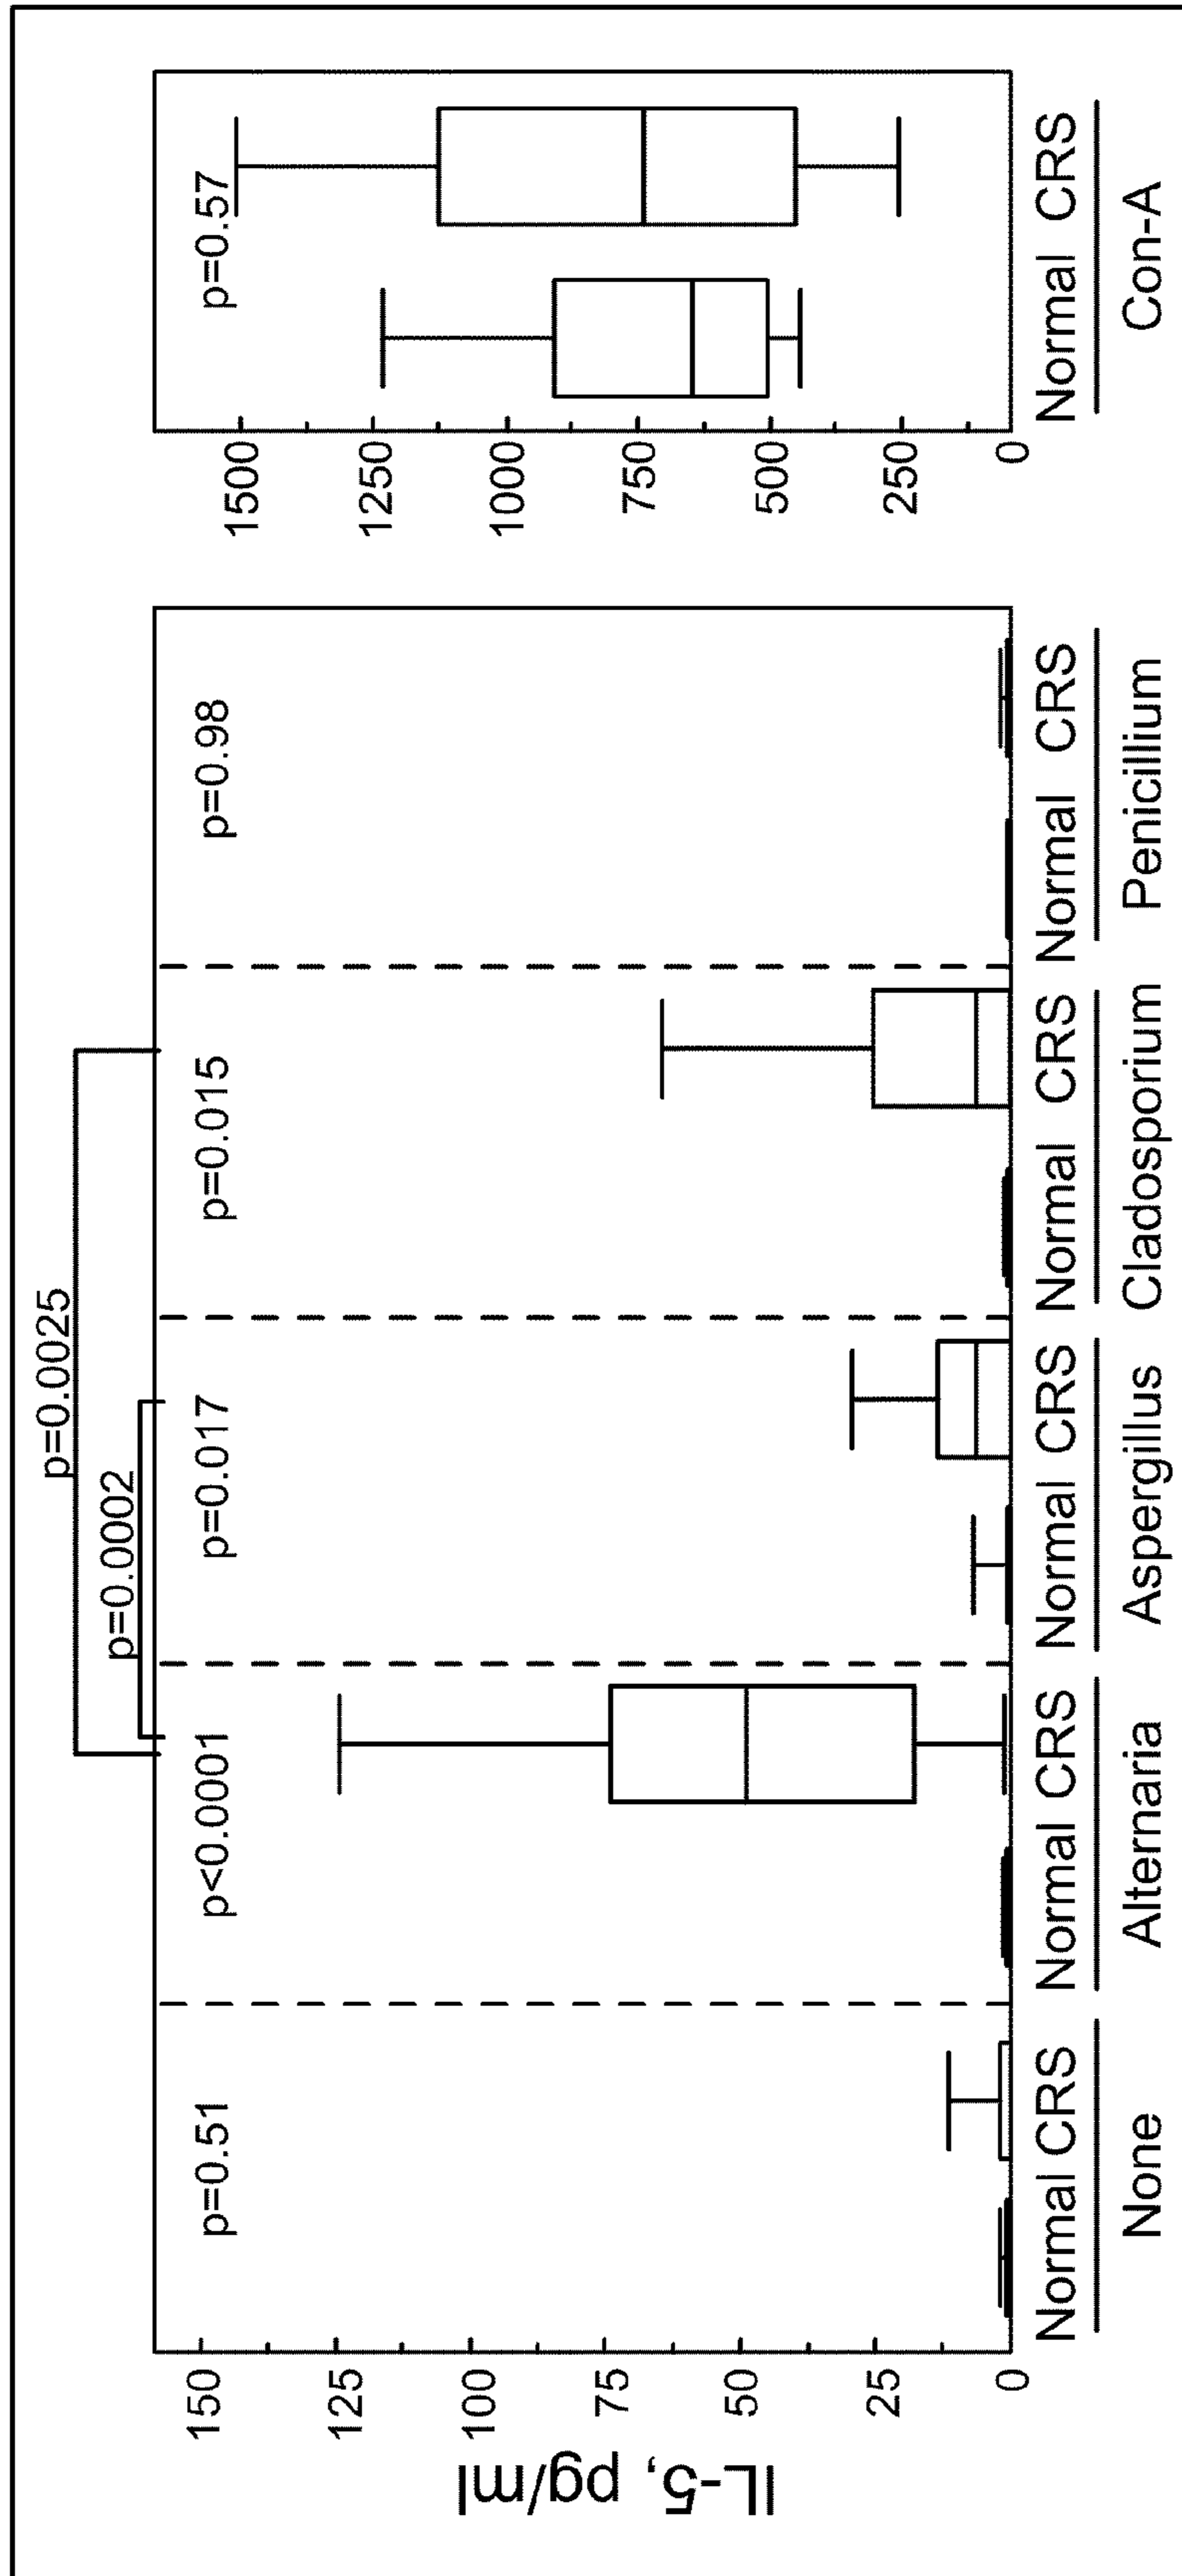 p=0.0025
p=0.0002
p=0.51 p<0.0001 p=0.017 p=0.015 p=0.98 p=0.57
IL-5, pg/ml
150
125
100
75
50
25
0
1500
1250
1000
750
500
250
0
Normal CRS Normal CRS Normal CRS Normal CRS Normal CRS Normal CRS
None Alternaria Aspergillus Cladosporium Penicillium Con-A